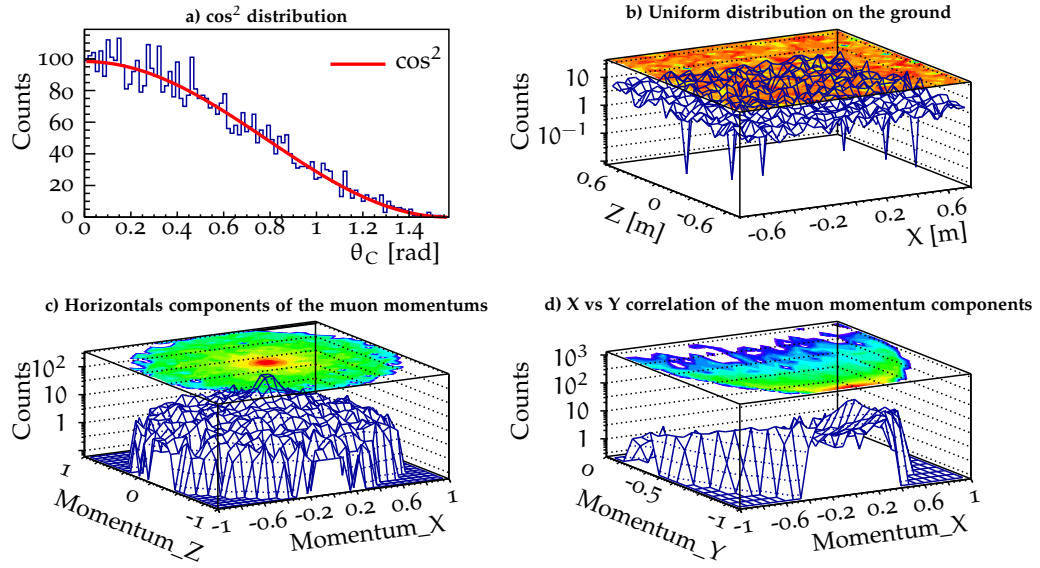 a) cos² distribution
Counts
100
80
60
40
20
0
cos²
0 0.2 0.4 0.6 0.8 1 1.2 1.4
θ_C [rad]
b) Uniform distribution on the ground
Counts
10
1
10⁻¹
0.6 0 -0.6
Z [m]
-0.6 -0.2 0.2 0.6
X [m]
c) Horizontals components of the muon momentums
Counts
10²
10
1
1 0 -1
Momentum_Z
-1 -0.6 -0.2 0.2 0.6 1
Momentum_X
d) X vs Y correlation of the muon momentum components
Counts
10³
10²
10
1
0 -0.5 -1
Momentum_Y
-1 -0.6 -0.2 0.2 0.6 1
Momentum_X